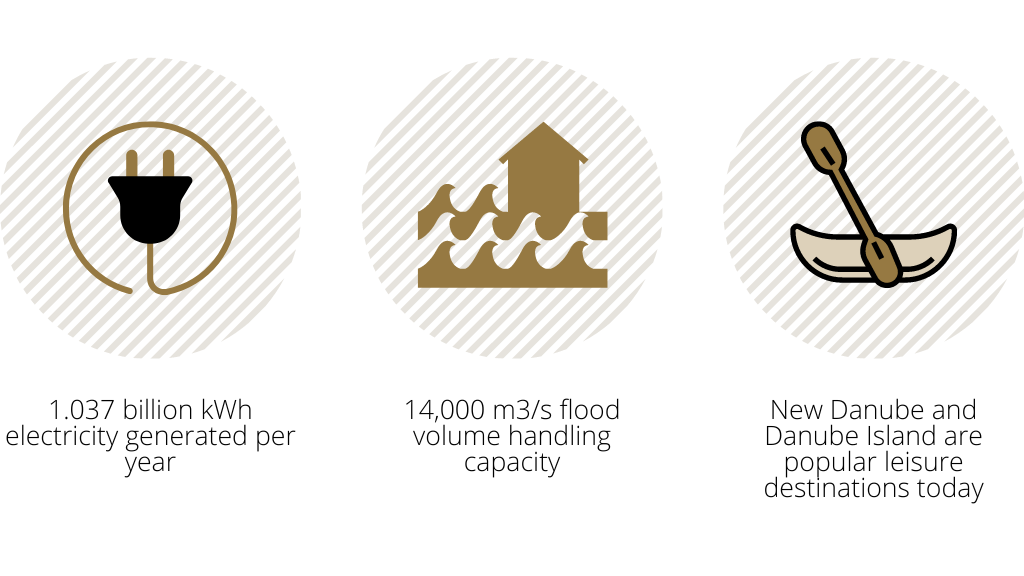 1.037 billion kWh
electricity generated per
year
14,000 m3/s flood
volume handling
capacity
New Danube and
Danube Island are
popular leisure
destinations today